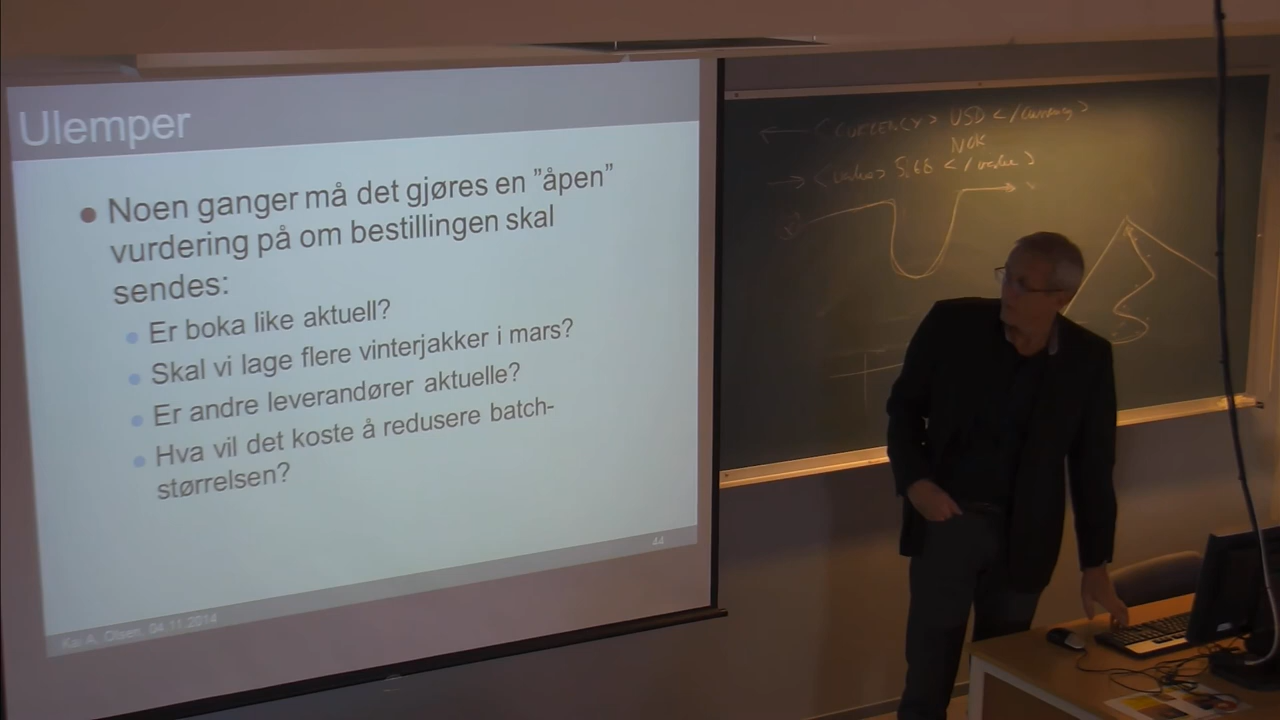 Ulemper
Noen ganger må det gjøres en ”åpen”
vurdering på om bestillingen skal
sendes:
Er boka like aktuell?
Skal vi lage flere vinterjakker i mars?
Er andre leverandører aktuelle?
Hva vil det koste å redusere batch-
størrelsen?
44
Kai A. Olsen, 04.11.2014
<CURRENCY> USD </currency>
NOK
<value> 5.66 </value>